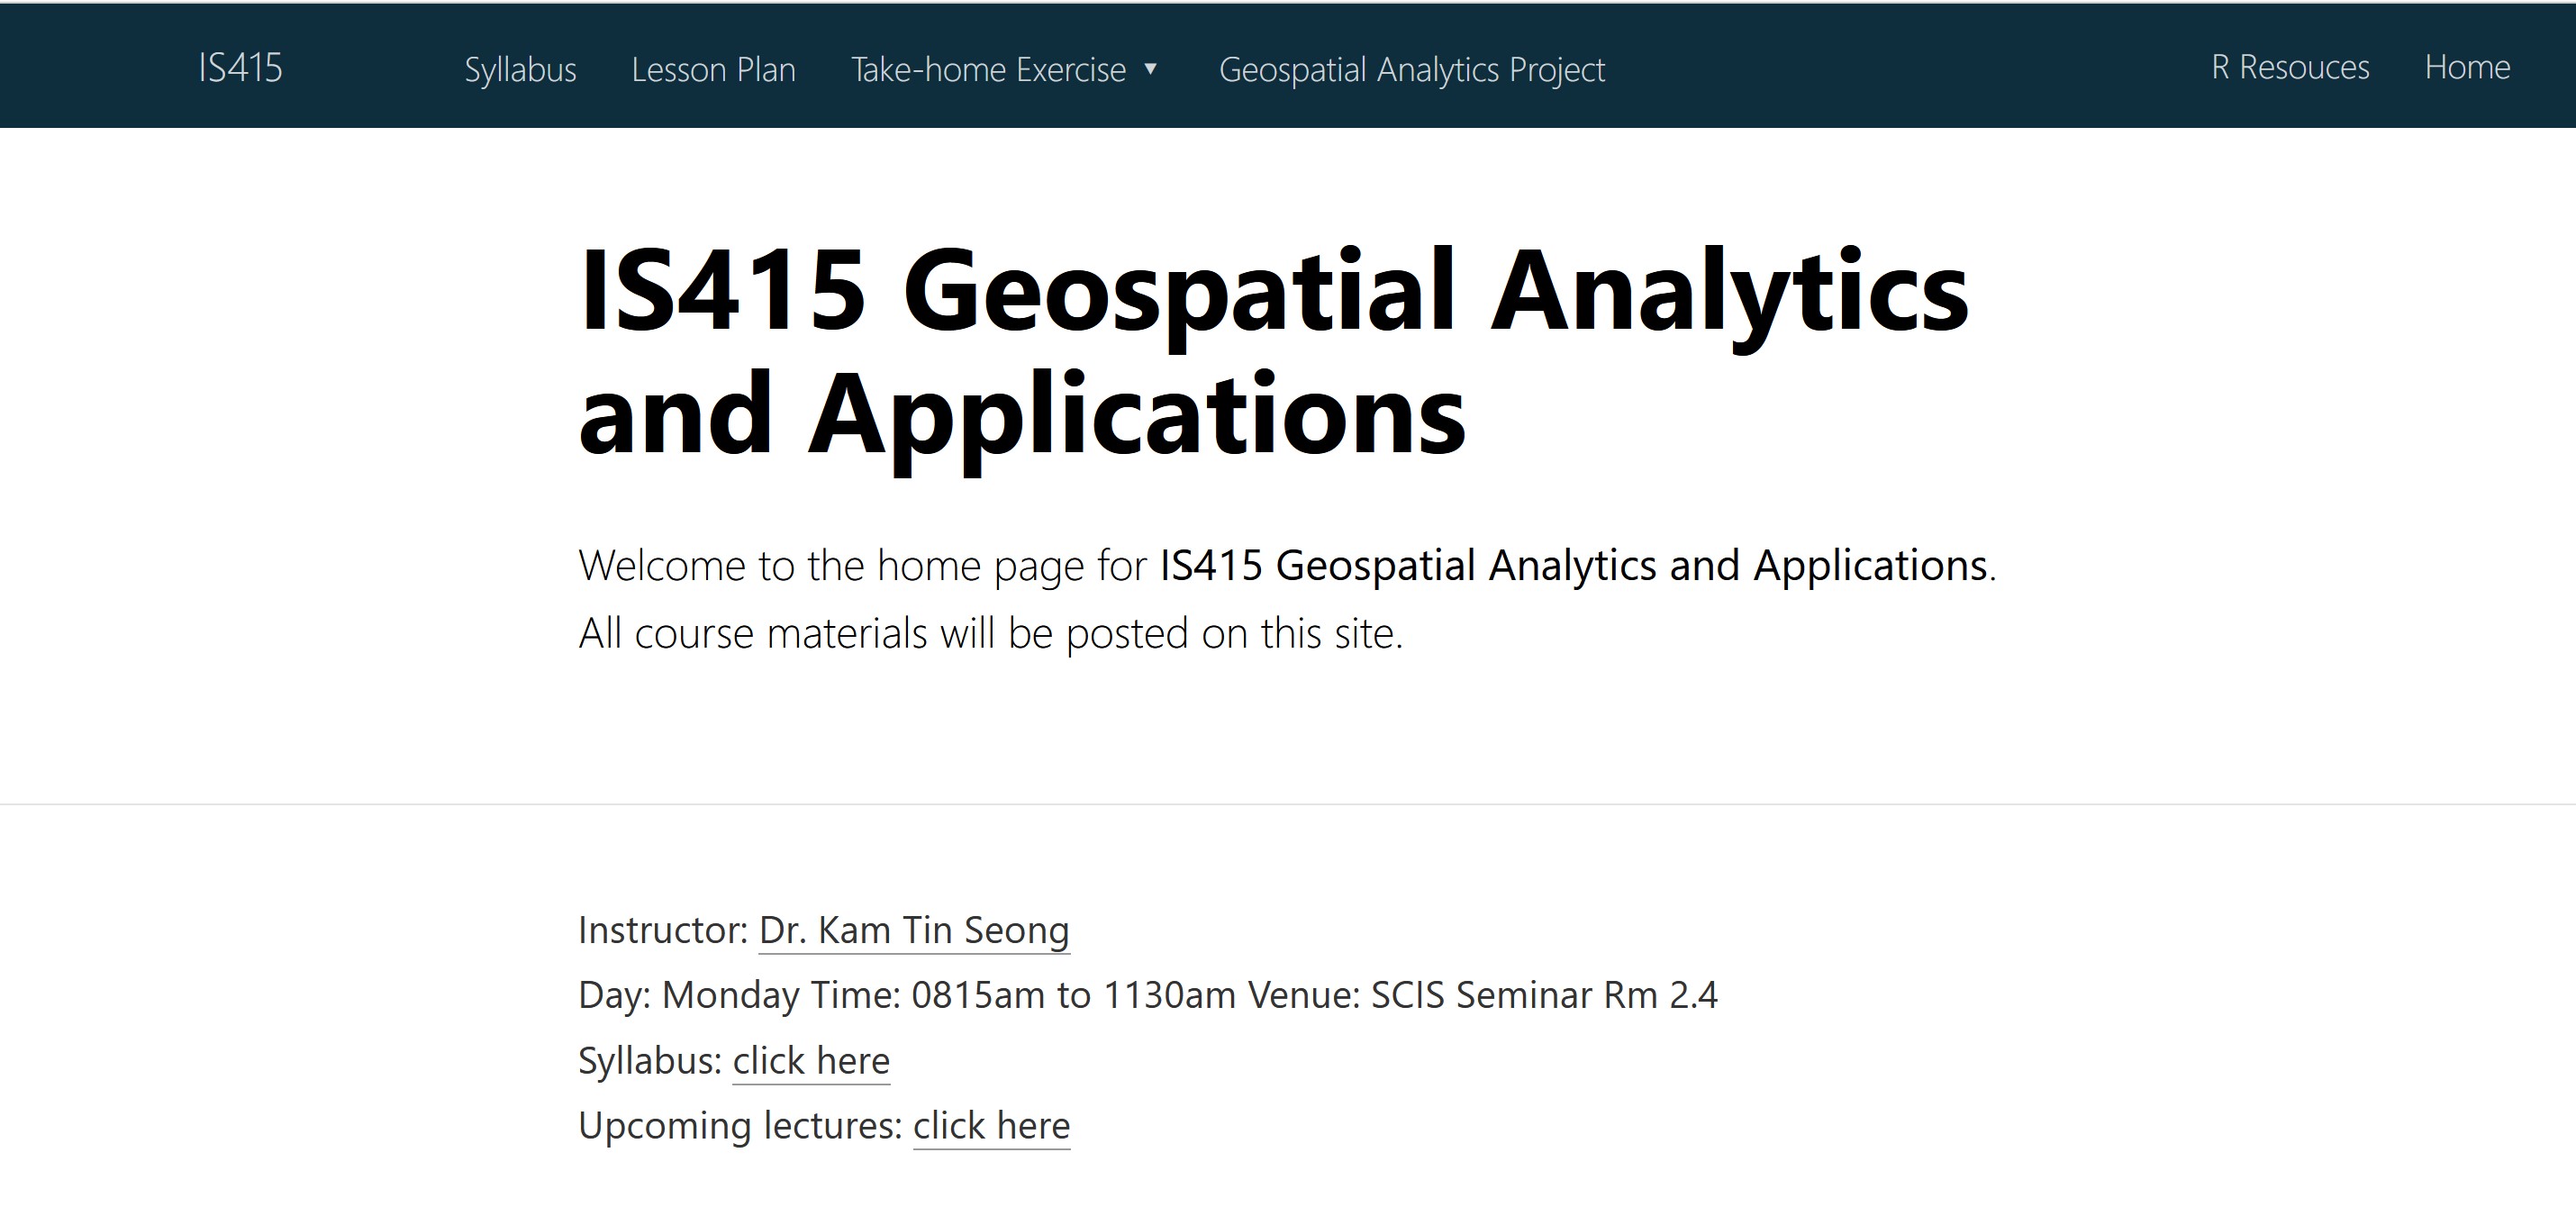 IS415 Syllabus Lesson Plan Take-home Exercise ▼ Geospatial Analytics Project R Resouces Home
IS415 Geospatial Analytics
and Applications
Welcome to the home page for IS415 Geospatial Analytics and Applications.
All course materials will be posted on this site.
Instructor: Dr. Kam Tin Seong
Day: Monday Time: 0815am to 1130am Venue: SCIS Seminar Rm 2.4
Syllabus: click here
Upcoming lectures: click here